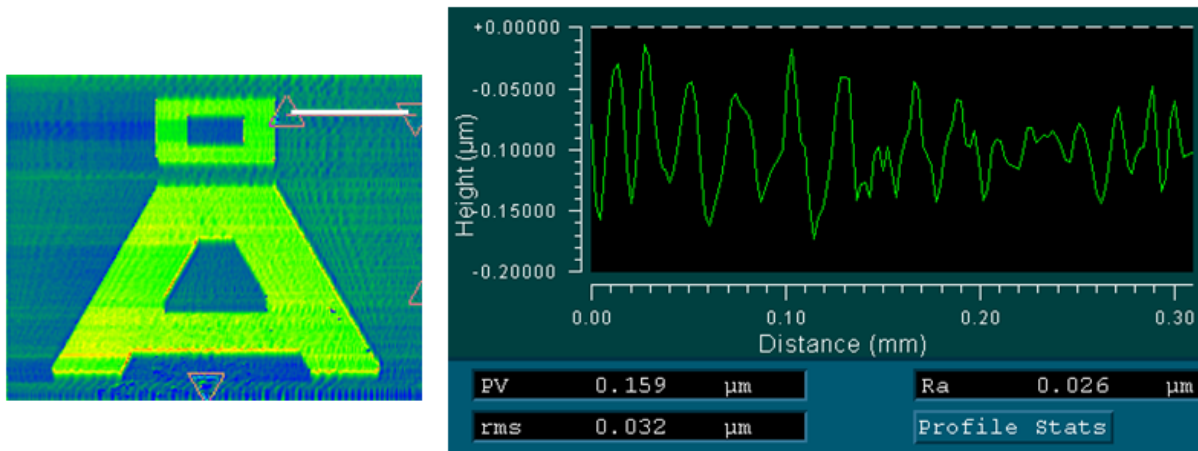 +0.00000
-0.05000
-0.10000
-0.15000
-0.20000
Height (µm)
0.00 0.10 0.20 0.30
Distance (mm)
PV 0.159 µm Ra 0.026 µm
rms 0.032 µm Profile Stats